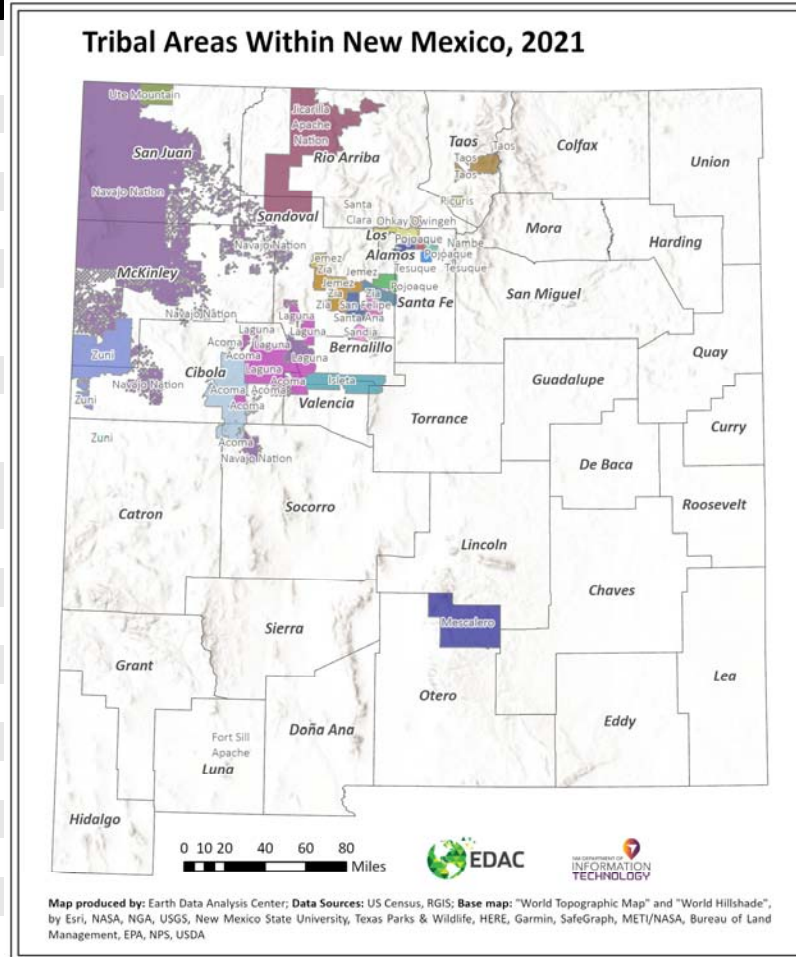 Tribal Areas Within New Mexico, 2021
Ute Mountain
Jicarilla
Apache
Nation
San Juan
Rio Arriba
Taos
Taos
Taos
Taos
Colfax
Union
Navajo Nation
Picuris
Santa
Clara
Ohkay Owingeh
Sandoval
Mora
Harding
Los
Alamos
Pojoaque
Nambe
Pojoaque
Navajo Nation
Jemez
Zia
Jemez
Tesuque
Tesuque
McKinley
Jemez
Pojoaque
Zia
Zia
Zia
San Felipe
Santa Fe
San Miguel
Navajo Nation
Laguna
Santa Ana
Laguna
Laguna
Sandia
Acoma
Laguna
Bernalillo
Zuni
Acoma
Laguna
Quay
Cibola
Laguna
Guadalupe
Navajo Nation
Acoma
Isleta
Acoma
Acoma
Zuni
Acoma
Valencia
Torrance
Curry
Zuni
Acoma
Navajo Nation
De Baca
Catron
Socorro
Roosevelt
Lincoln
Chaves
Mescalero
Sierra
Grant
Lea
Otero
Doña Ana
Eddy
Fort Sill
Apache
Luna
Hidalgo
0 10 20 40 60 80
Miles
EDAC
NM DEPARTMENT OF
INFORMATION
TECHNOLOGY
Map produced by: Earth Data Analysis Center; Data Sources: US Census, RGIS; Base map: "World Topographic Map" and "World Hillshade",
by Esri, NASA, NGA, USGS, New Mexico State University, Texas Parks & Wildlife, HERE, Garmin, SafeGraph, METI/NASA, Bureau of Land
Management, EPA, NPS, USDA